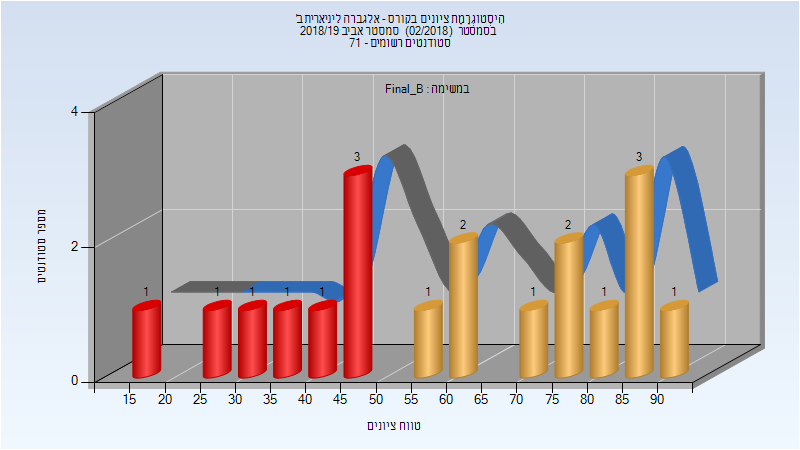 היסטוגרמת ציונים בקורס - אלגברה לינארית ב'
בסמסטר (02/2018) סמסטר אביב 2018/19
סטודנטים רשומים - 71
במשימה : Final_B
4
2
0
מספר סטודנטים
1 1 1 1 1 3 1 2 1 2 1 3 1
15 20 25 30 35 40 45 50 55 60 65 70 75 80 85 90
טווח ציונים